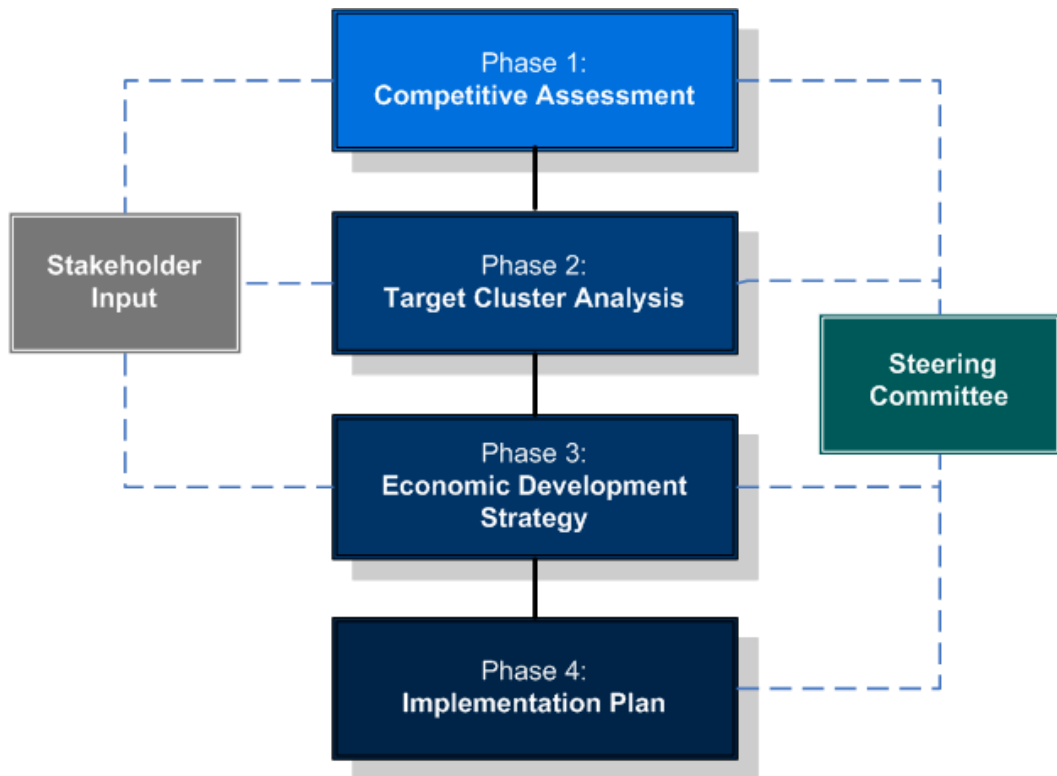 Phase 1:
Competitive Assessment
Stakeholder
Input
Phase 2:
Target Cluster Analysis
Steering
Committee
Phase 3:
Economic Development
Strategy
Phase 4:
Implementation Plan